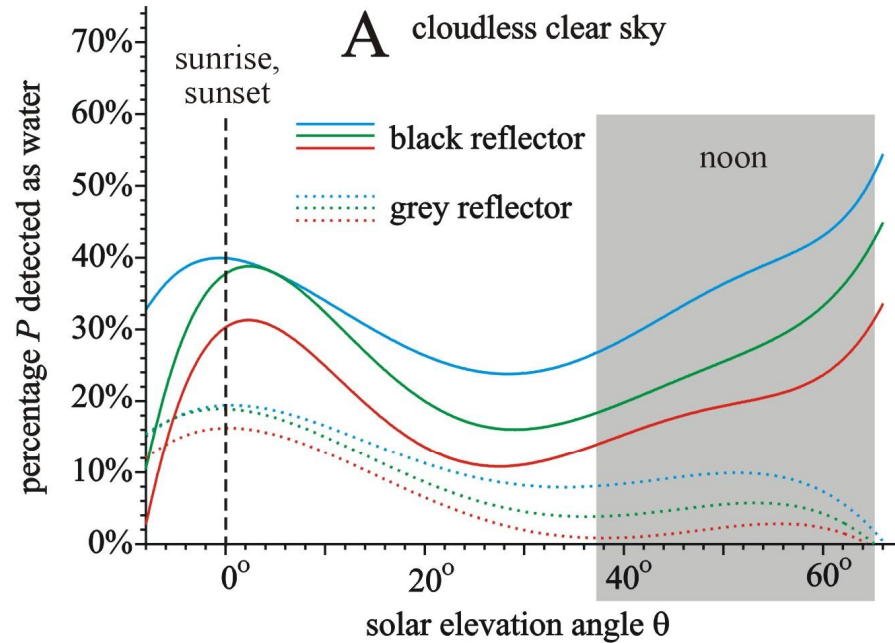 A cloudless clear sky
70%
sunrise,
sunset
60%
black reflector
noon
50%
grey reflector
40%
30%
20%
10%
0%
percentage P detected as water
0° 20° 40° 60°
solar elevation angle θ